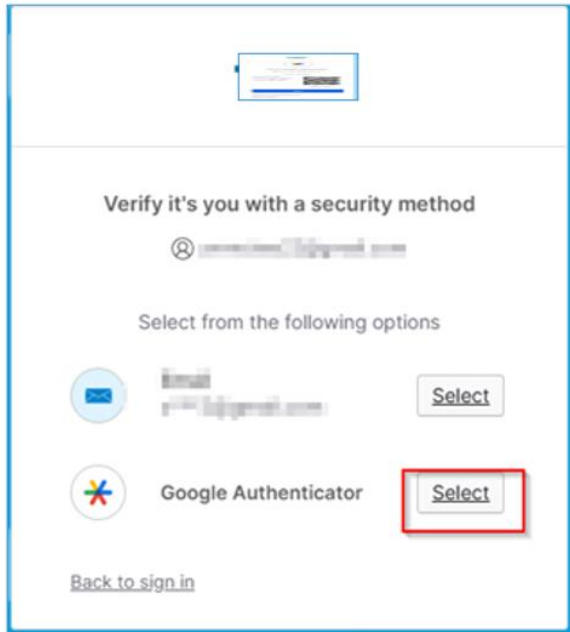 Verify it's you with a security method
Select from the following options
Email
Select
Google Authenticator
Select
Back to sign in